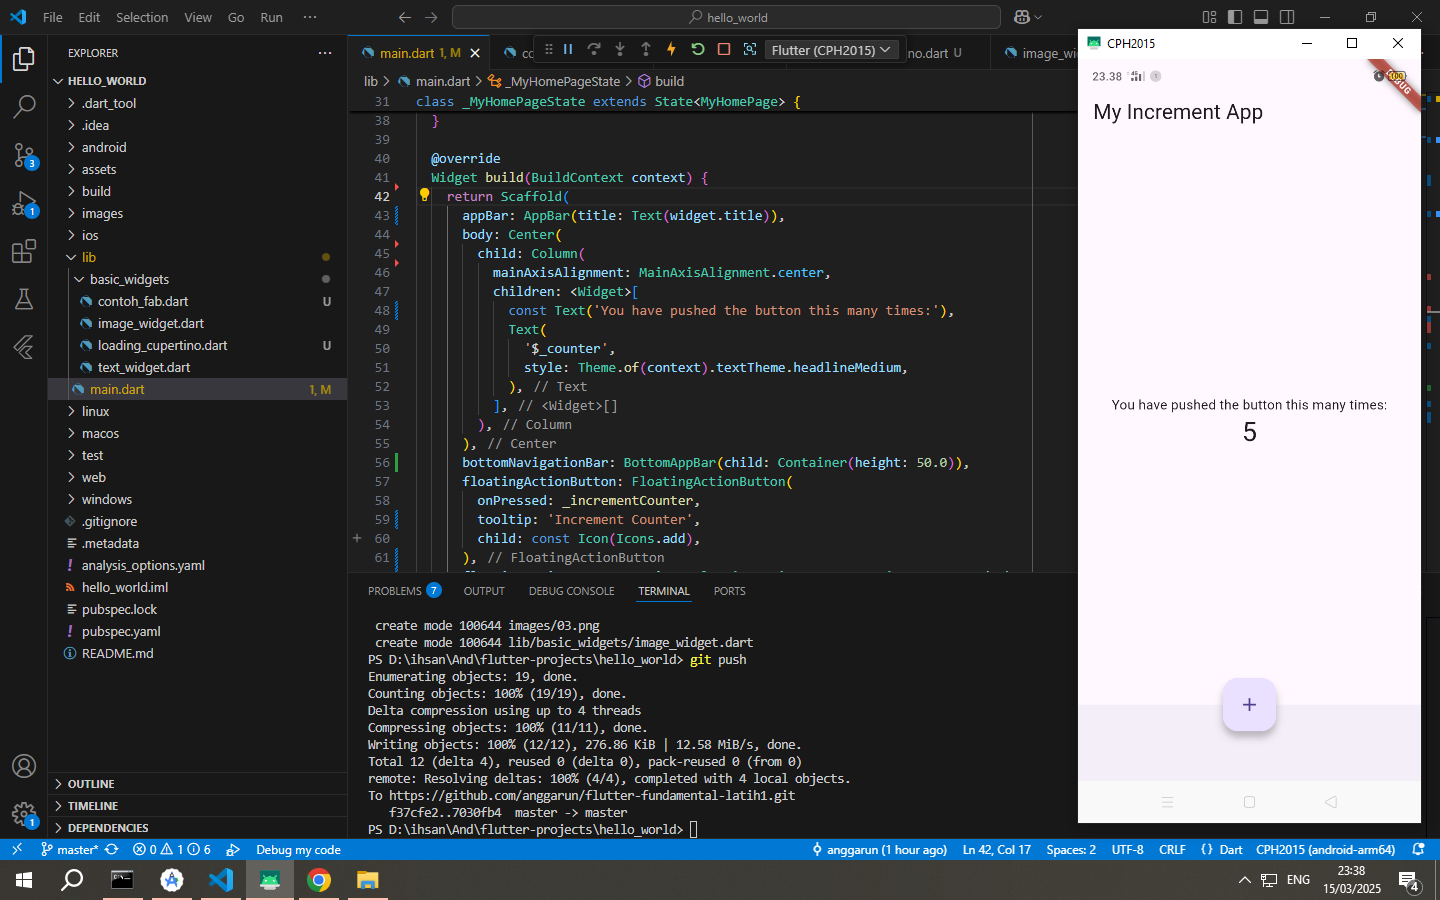 File Edit Selection View Go Run ...
hello_world
EXPLORER
HELLO_WORLD
.dart_tool
.idea
android
assets
build
images
ios
lib
basic_widgets
contoh_fab.dart U
image_widget.dart
loading_cupertino.dart U
text_widget.dart
main.dart 1, M
linux
macos
test
web
windows
.gitignore
.metadata
analysis_options.yaml
hello_world.iml
pubspec.lock
pubspec.yaml
README.md
OUTLINE
TIMELINE
DEPENDENCIES
3
1
1
main.dart 1, M
co
Flutter (CPH2015)
no.dart U
image_wi
lib > main.dart > _MyHomePageState > build
31 class _MyHomePageState extends State<MyHomePage> {
38 }
39
40 @override
41 Widget build(BuildContext context) {
42 return Scaffold(
43 appBar: AppBar(title: Text(widget.title)),
44 body: Center(
45 child: Column(
46 mainAxisAlignment: MainAxisAlignment.center,
47 children: <Widget>[
48 const Text('You have pushed the button this many times:'),
49 Text(
50 '$_counter',
51 style: Theme.of(context).textTheme.headlineMedium,
52 ), // Text
53 ], // <Widget>[]
54 ), // Column
55 ), // Center
56 bottomNavigationBar: BottomAppBar(child: Container(height: 50.0)),
57 floatingActionButton: FloatingActionButton(
58 onPressed: _incrementCounter,
59 tooltip: 'Increment Counter',
60 child: const Icon(Icons.add),
61 ), // FloatingActionButton
PROBLEMS 7 OUTPUT DEBUG CONSOLE TERMINAL PORTS
create mode 100644 images/03.png
create mode 100644 lib/basic_widgets/image_widget.dart
PS D:\ihsan\And\flutter-projects\hello_world> git push
Enumerating objects: 19, done.
Counting objects: 100% (19/19), done.
Delta compression using up to 4 threads
Compressing objects: 100% (11/11), done.
Writing objects: 100% (12/12), 276.86 KiB | 12.58 MiB/s, done.
Total 12 (delta 4), reused 0 (delta 0), pack-reused 0 (from 0)
remote: Resolving deltas: 100% (4/4), completed with 4 local objects.
To https://github.com/anggarun/flutter-fundamental-latih1.git
f37cfe2..7030fb4 master -> master
PS D:\ihsan\And\flutter-projects\hello_world>
CPH2015
23.38
My Increment App
You have pushed the button this many times:
5
+
master* 0 1 6 Debug my code anggarun (1 hour ago) Ln 42, Col 17 Spaces: 2 UTF-8 CRLF {} Dart CPH2015 (android-arm64)
ENG
23:38
15/03/2025
4